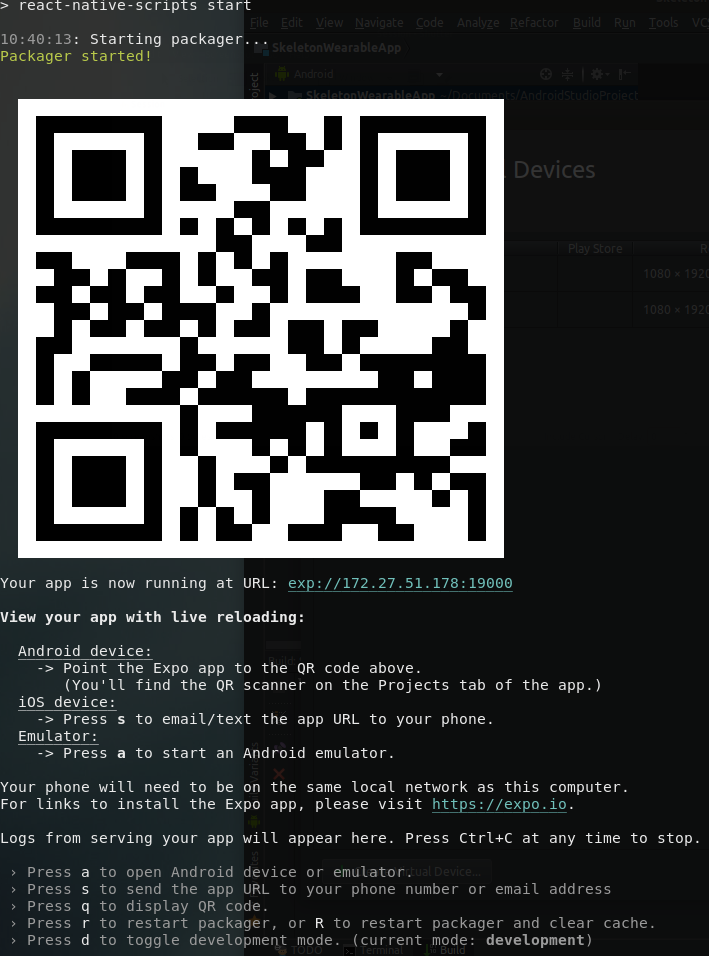 > react-native-scripts start
File Edit View Navigate Code Analyze Refactor Build Run Tools VCS
10:40:13: Starting packager...
SkeletonWearableApp
Packager started!
Android
SkeletonWearableApp ~/Documents/AndroidStudioProject
Devices
Play Store
1080 × 1920
1080 × 1920
Your app is now running at URL: exp://172.27.51.178:19000
View your app with live reloading:
Android device:
-> Point the Expo app to the QR code above.
(You'll find the QR scanner on the Projects tab of the app.)
iOS device:
-> Press s to email/text the app URL to your phone.
Emulator:
-> Press a to start an Android emulator.
Your phone will need to be on the same local network as this computer.
For links to install the Expo app, please visit https://expo.io.
Logs from serving your app will appear here. Press Ctrl+C at any time to stop.
› Press a to open Android device or emulator.
› Press s to send the app URL to your phone number or email address
› Press q to display QR code.
› Press r to restart packager, or R to restart packager and clear cache.
› Press d to toggle development mode. (current mode: development)
TODO Terminal Build